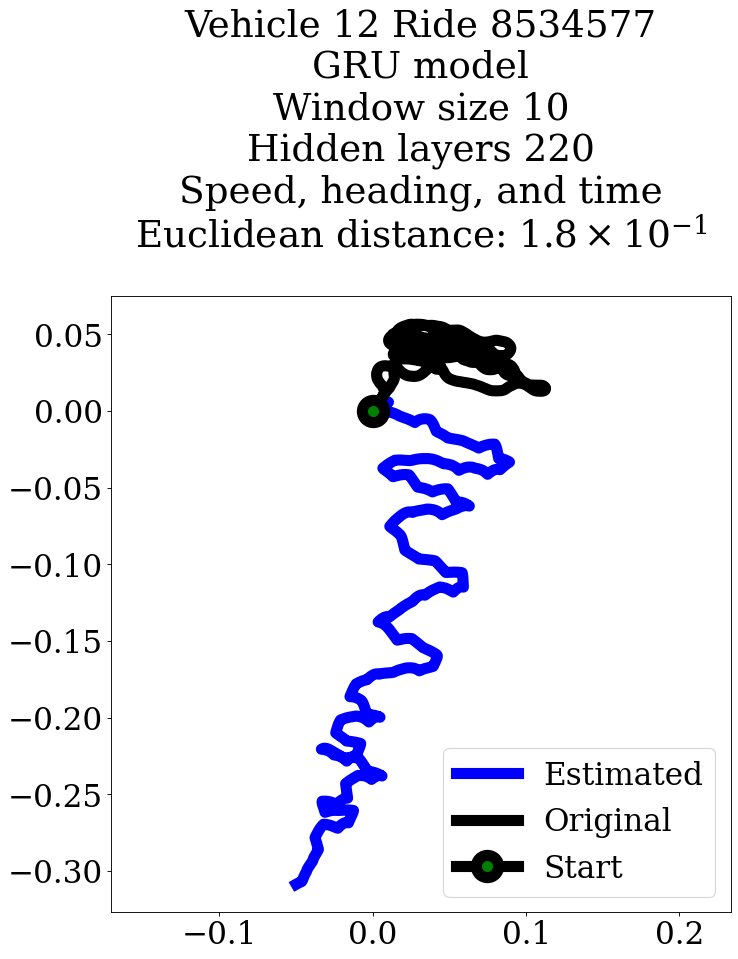 Vehicle 12 Ride 8534577
GRU model
Window size 10
Hidden layers 220
Speed, heading, and time
Euclidean distance: 1.8 × 10⁻¹
0.05
0.00
−0.05
−0.10
−0.15
−0.20
−0.25
−0.30
Estimated
Original
Start
−0.1 0.0 0.1 0.2